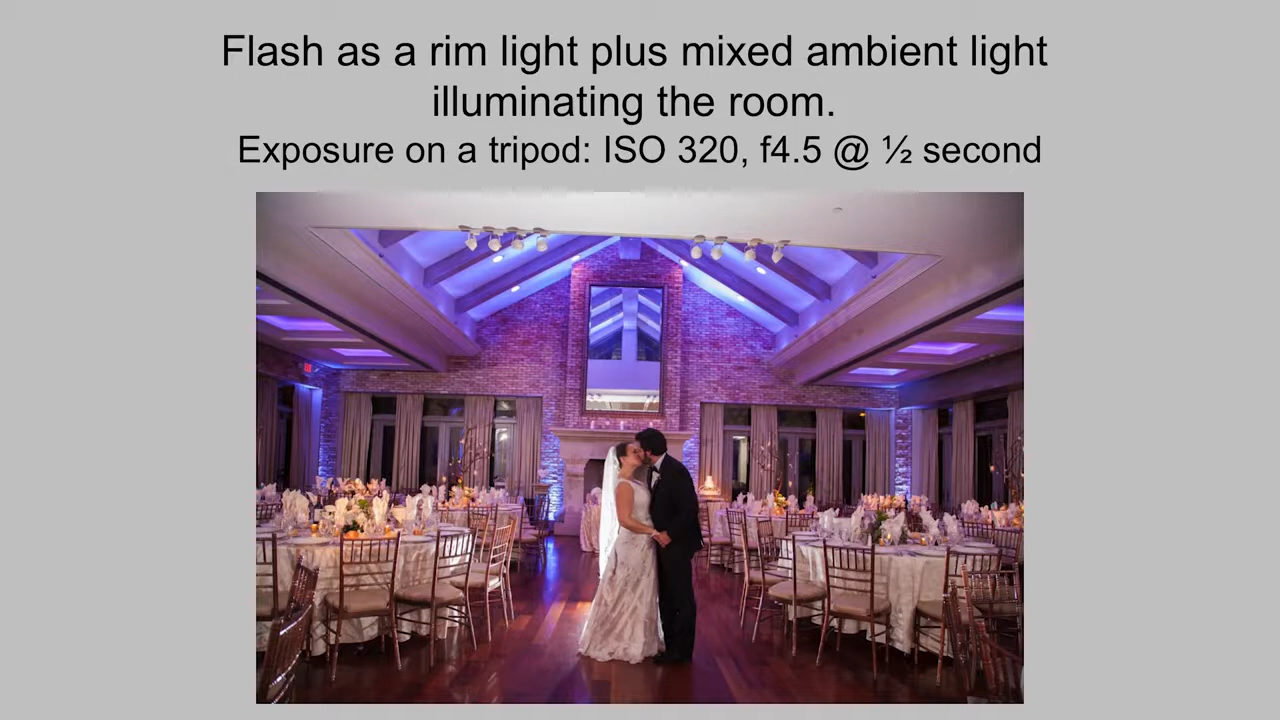 Flash as a rim light plus mixed ambient light
illuminating the room.
Exposure on a tripod: ISO 320, f4.5 @ ½ second